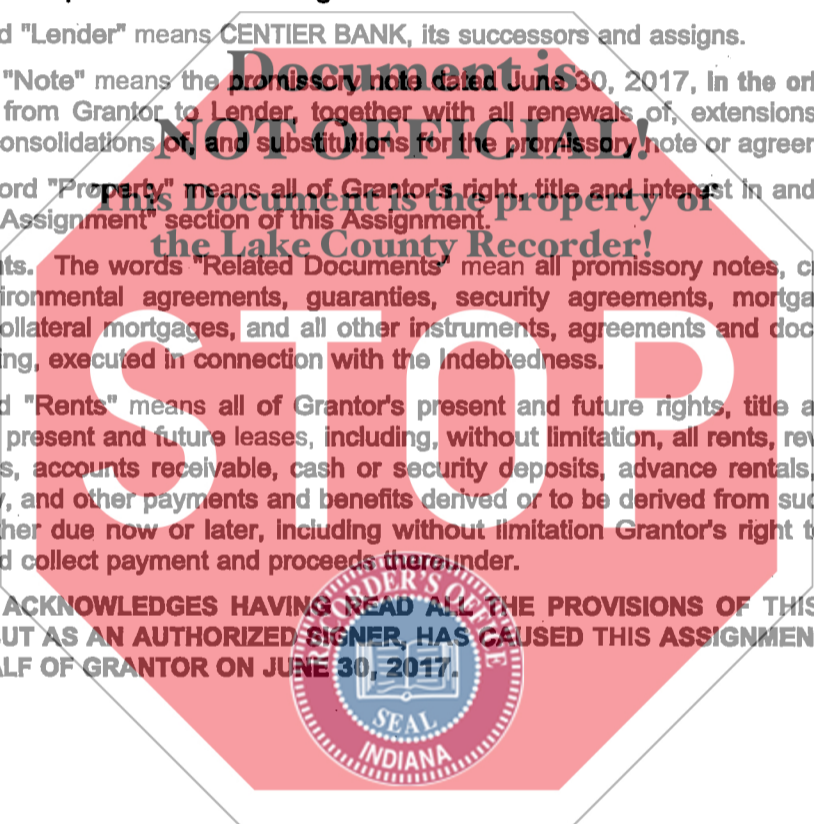 d "Lender" means CENTIER BANK, its successors and assigns.
Document is
"Note" means the promissory note dated June 30, 2017, in the ori
from Grantor to Lender, together with all renewals of, extensions
NOT OFFICIAL!
onsolidations of, and substitutions for the promissory note or agreer
ord "Property" means all of Grantor's right, title and interest in and
This Document is the property of
Assignment" section of this Assignment.
the Lake County Recorder!
ts. The words "Related Documents" mean all promissory notes, c
ironmental agreements, guaranties, security agreements, mortga
ollateral mortgages, and all other instruments, agreements and doc
ing, executed in connection with the Indebtedness.
STOP
d "Rents" means all of Grantor's present and future rights, title a
present and future leases, including, without limitation, all rents, rev
s, accounts receivable, cash or security deposits, advance rentals,
, and other payments and benefits derived or to be derived from suc
her due now or later, including without limitation Grantor's right t
d collect payment and proceeds thereunder.
ACKNOWLEDGES HAVING READ ALL THE PROVISIONS OF THIS
UT AS AN AUTHORIZED SIGNER, HAS CAUSED THIS ASSIGNMEN
LF OF GRANTOR ON JUNE 30, 2017.
RECORDER'S OFFICE
SEAL
INDIANA